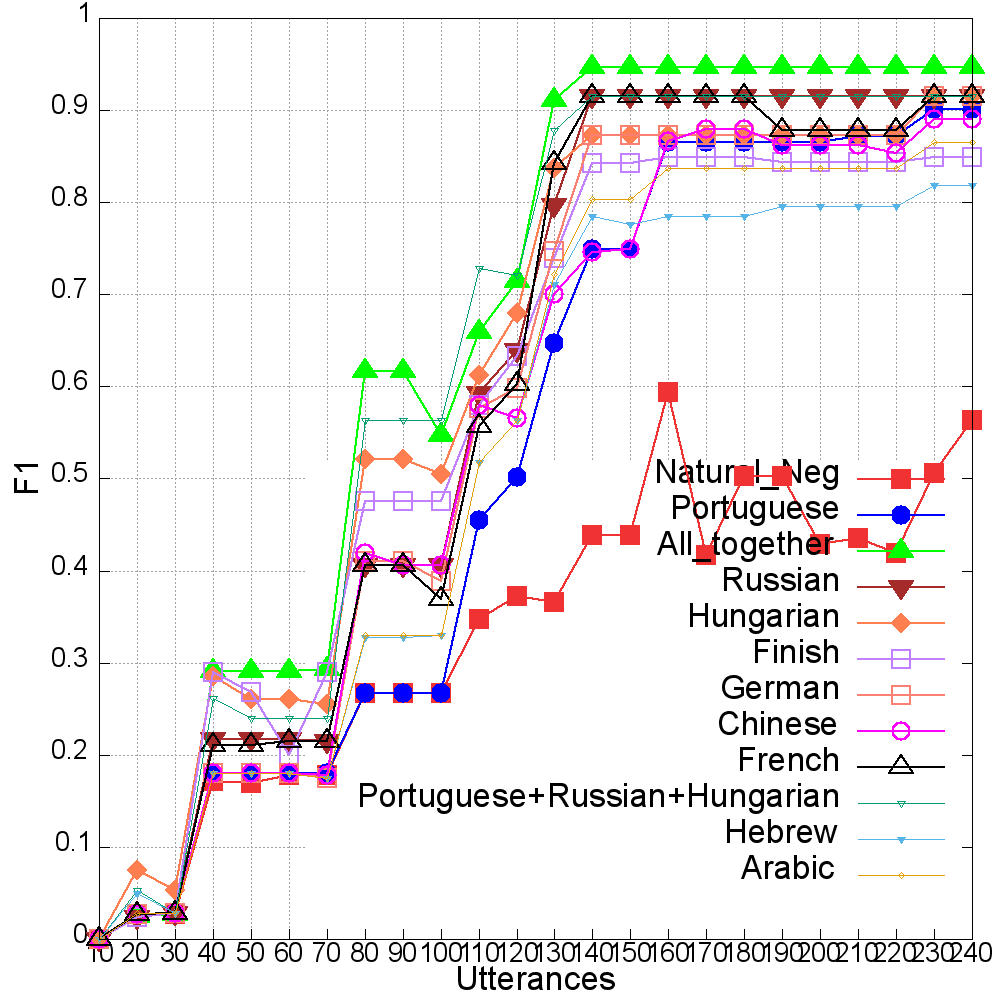 1
0.9
0.8
0.7
0.6
0.5
0.4
0.3
0.2
0.1
0
F1
Natural_Neg
Portuguese
All_together
Russian
Hungarian
Finish
German
Chinese
French
Portuguese+Russian+Hungarian
Hebrew
Arabic
10 20 30 40 50 60 70 80 90 100 110 120 130 140 150 160 170 180 190 200 210 220 230 240
Utterances